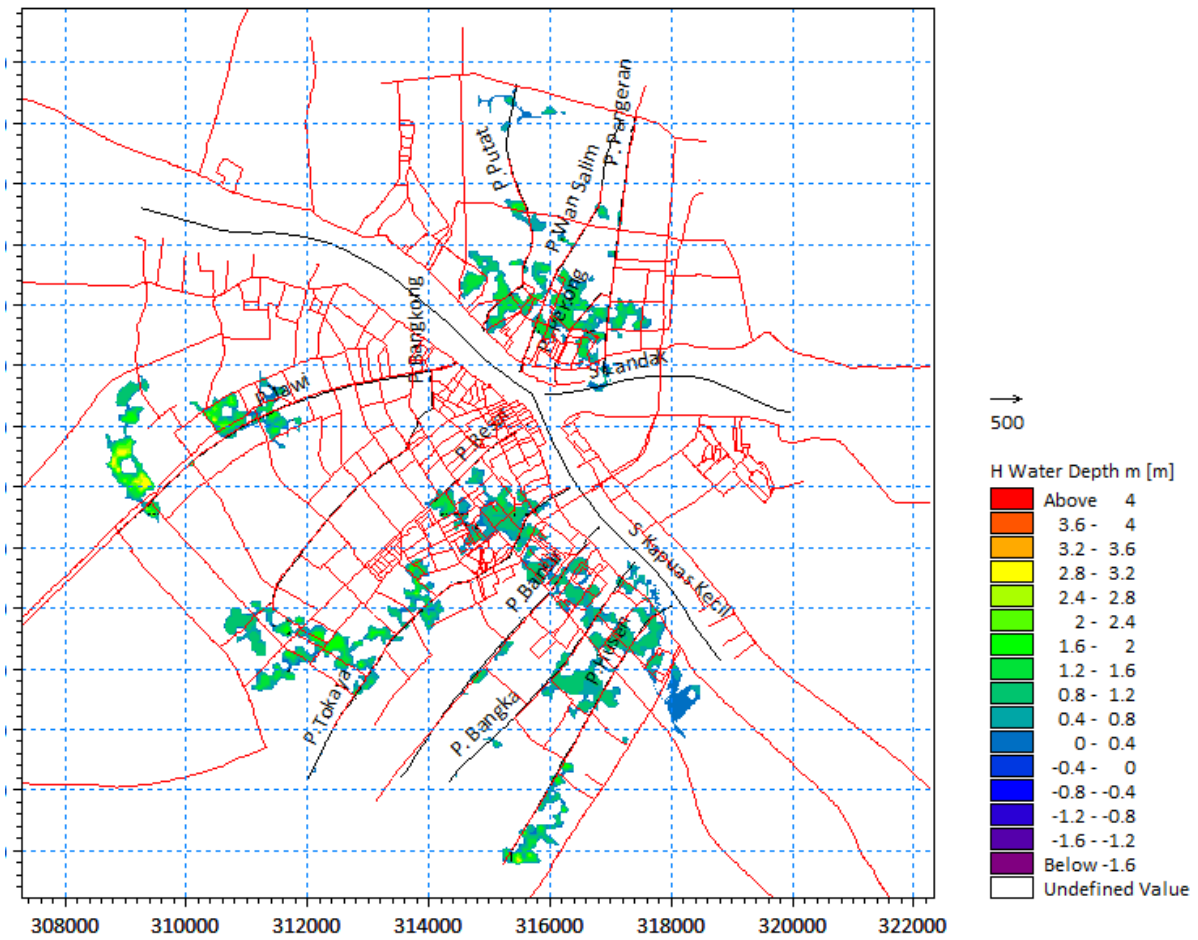 P. Pangeran
P.Putat
P. Wan Salim
P. Bangkong
S. Landak
P. Jawi
500
H Water Depth m [m]
Above 4
3.6 - 4
3.2 - 3.6
2.8 - 3.2
2.4 - 2.8
2 - 2.4
1.6 - 2
1.2 - 1.6
0.8 - 1.2
0.4 - 0.8
0 - 0.4
-0.4 - 0
-0.8 - -0.4
-1.2 - -0.8
-1.6 - -1.2
Below -1.6
Undefined Value
S. Kapuas Kecil
P. Bansir
P. Tokaya
P. Bangka
308000 310000 312000 314000 316000 318000 320000 322000